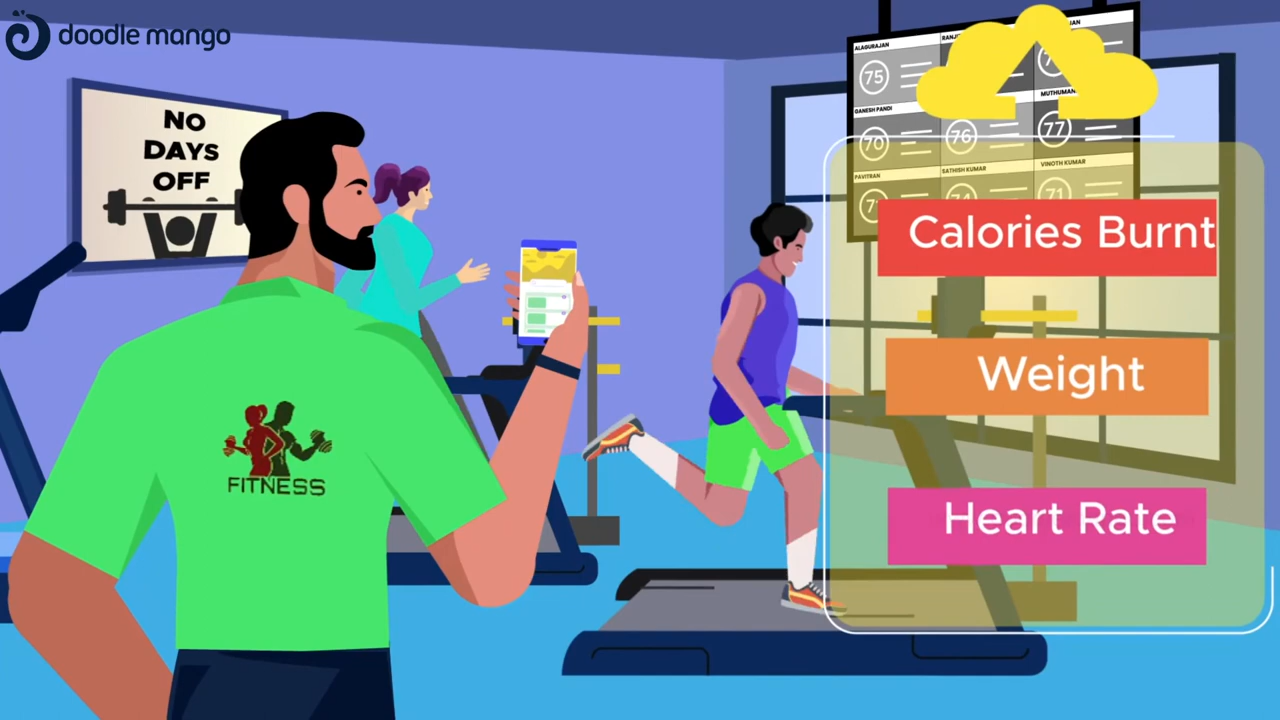 doodle mango
NO
DAYS
OFF
FITNESS
ALAGURAJAN
75
GANESH PANDI
70
76
MUTHUMAN
77
PAVITRAN
SATHISH KUMAR
VINOTH KUMAR
71
Calories Burnt
Weight
Heart Rate